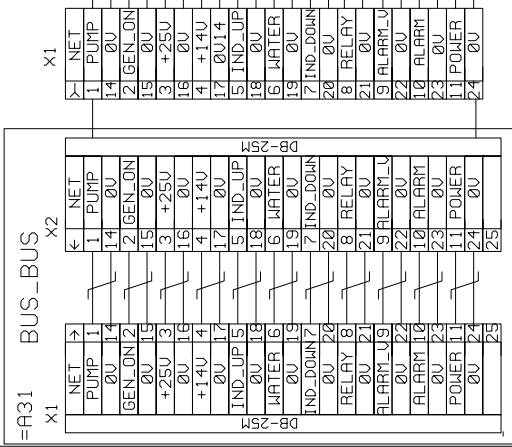 X1
NET
PUMP 1
0V 14
GEN_ON 2
0V 15
+25V 3
0V 16
+14V 4
0V14 17
IND_UP 5
0V 18
WATER 6
0V 19
IND_DOWN 7
0V 20
RELAY 8
0V 21
ALARM_V 9
0V 22
ALARM 10
0V 23
POWER 11
0V 24
=A31 BUS_BUS
X2
DB-25M
NET
PUMP 1
0V 14
GEN_ON 2
0V 15
+25V 3
0V 16
+14V 4
0V 17
IND_UP 5
0V 18
WATER 6
0V 19
IND_DOWN 7
0V 20
RELAY 8
0V 21
ALARM_V 9
0V 22
ALARM 10
0V 23
POWER 11
0V 24
25
X1
NET
PUMP 1
0V 14
GEN_ON 2
0V 15
+25V 3
0V 16
+14V 4
0V 17
IND_UP 5
0V 18
WATER 6
0V 19
IND_DOWN 7
0V 20
RELAY 8
0V 21
ALARM_V 9
0V 22
ALARM 10
0V 23
POWER 11
0V 24
25
DB-25M